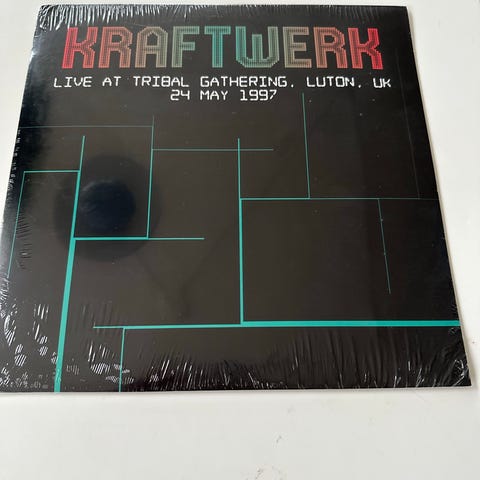 KRAFTWERK
LIVE AT TRIBAL GATHERING, LUTON, UK
24 MAY 1997